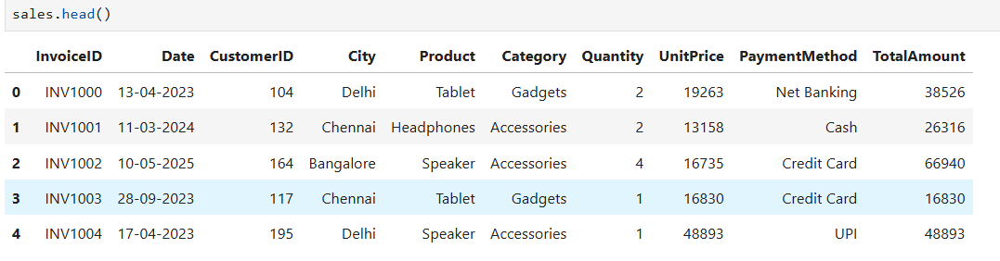 sales.head()
InvoiceID Date CustomerID City Product Category Quantity UnitPrice PaymentMethod TotalAmount
0 INV1000 13-04-2023 104 Delhi Tablet Gadgets 2 19263 Net Banking 38526
1 INV1001 11-03-2024 132 Chennai Headphones Accessories 2 13158 Cash 26316
2 INV1002 10-05-2025 164 Bangalore Speaker Accessories 4 16735 Credit Card 66940
3 INV1003 28-09-2023 117 Chennai Tablet Gadgets 1 16830 Credit Card 16830
4 INV1004 17-04-2023 195 Delhi Speaker Accessories 1 48893 UPI 48893